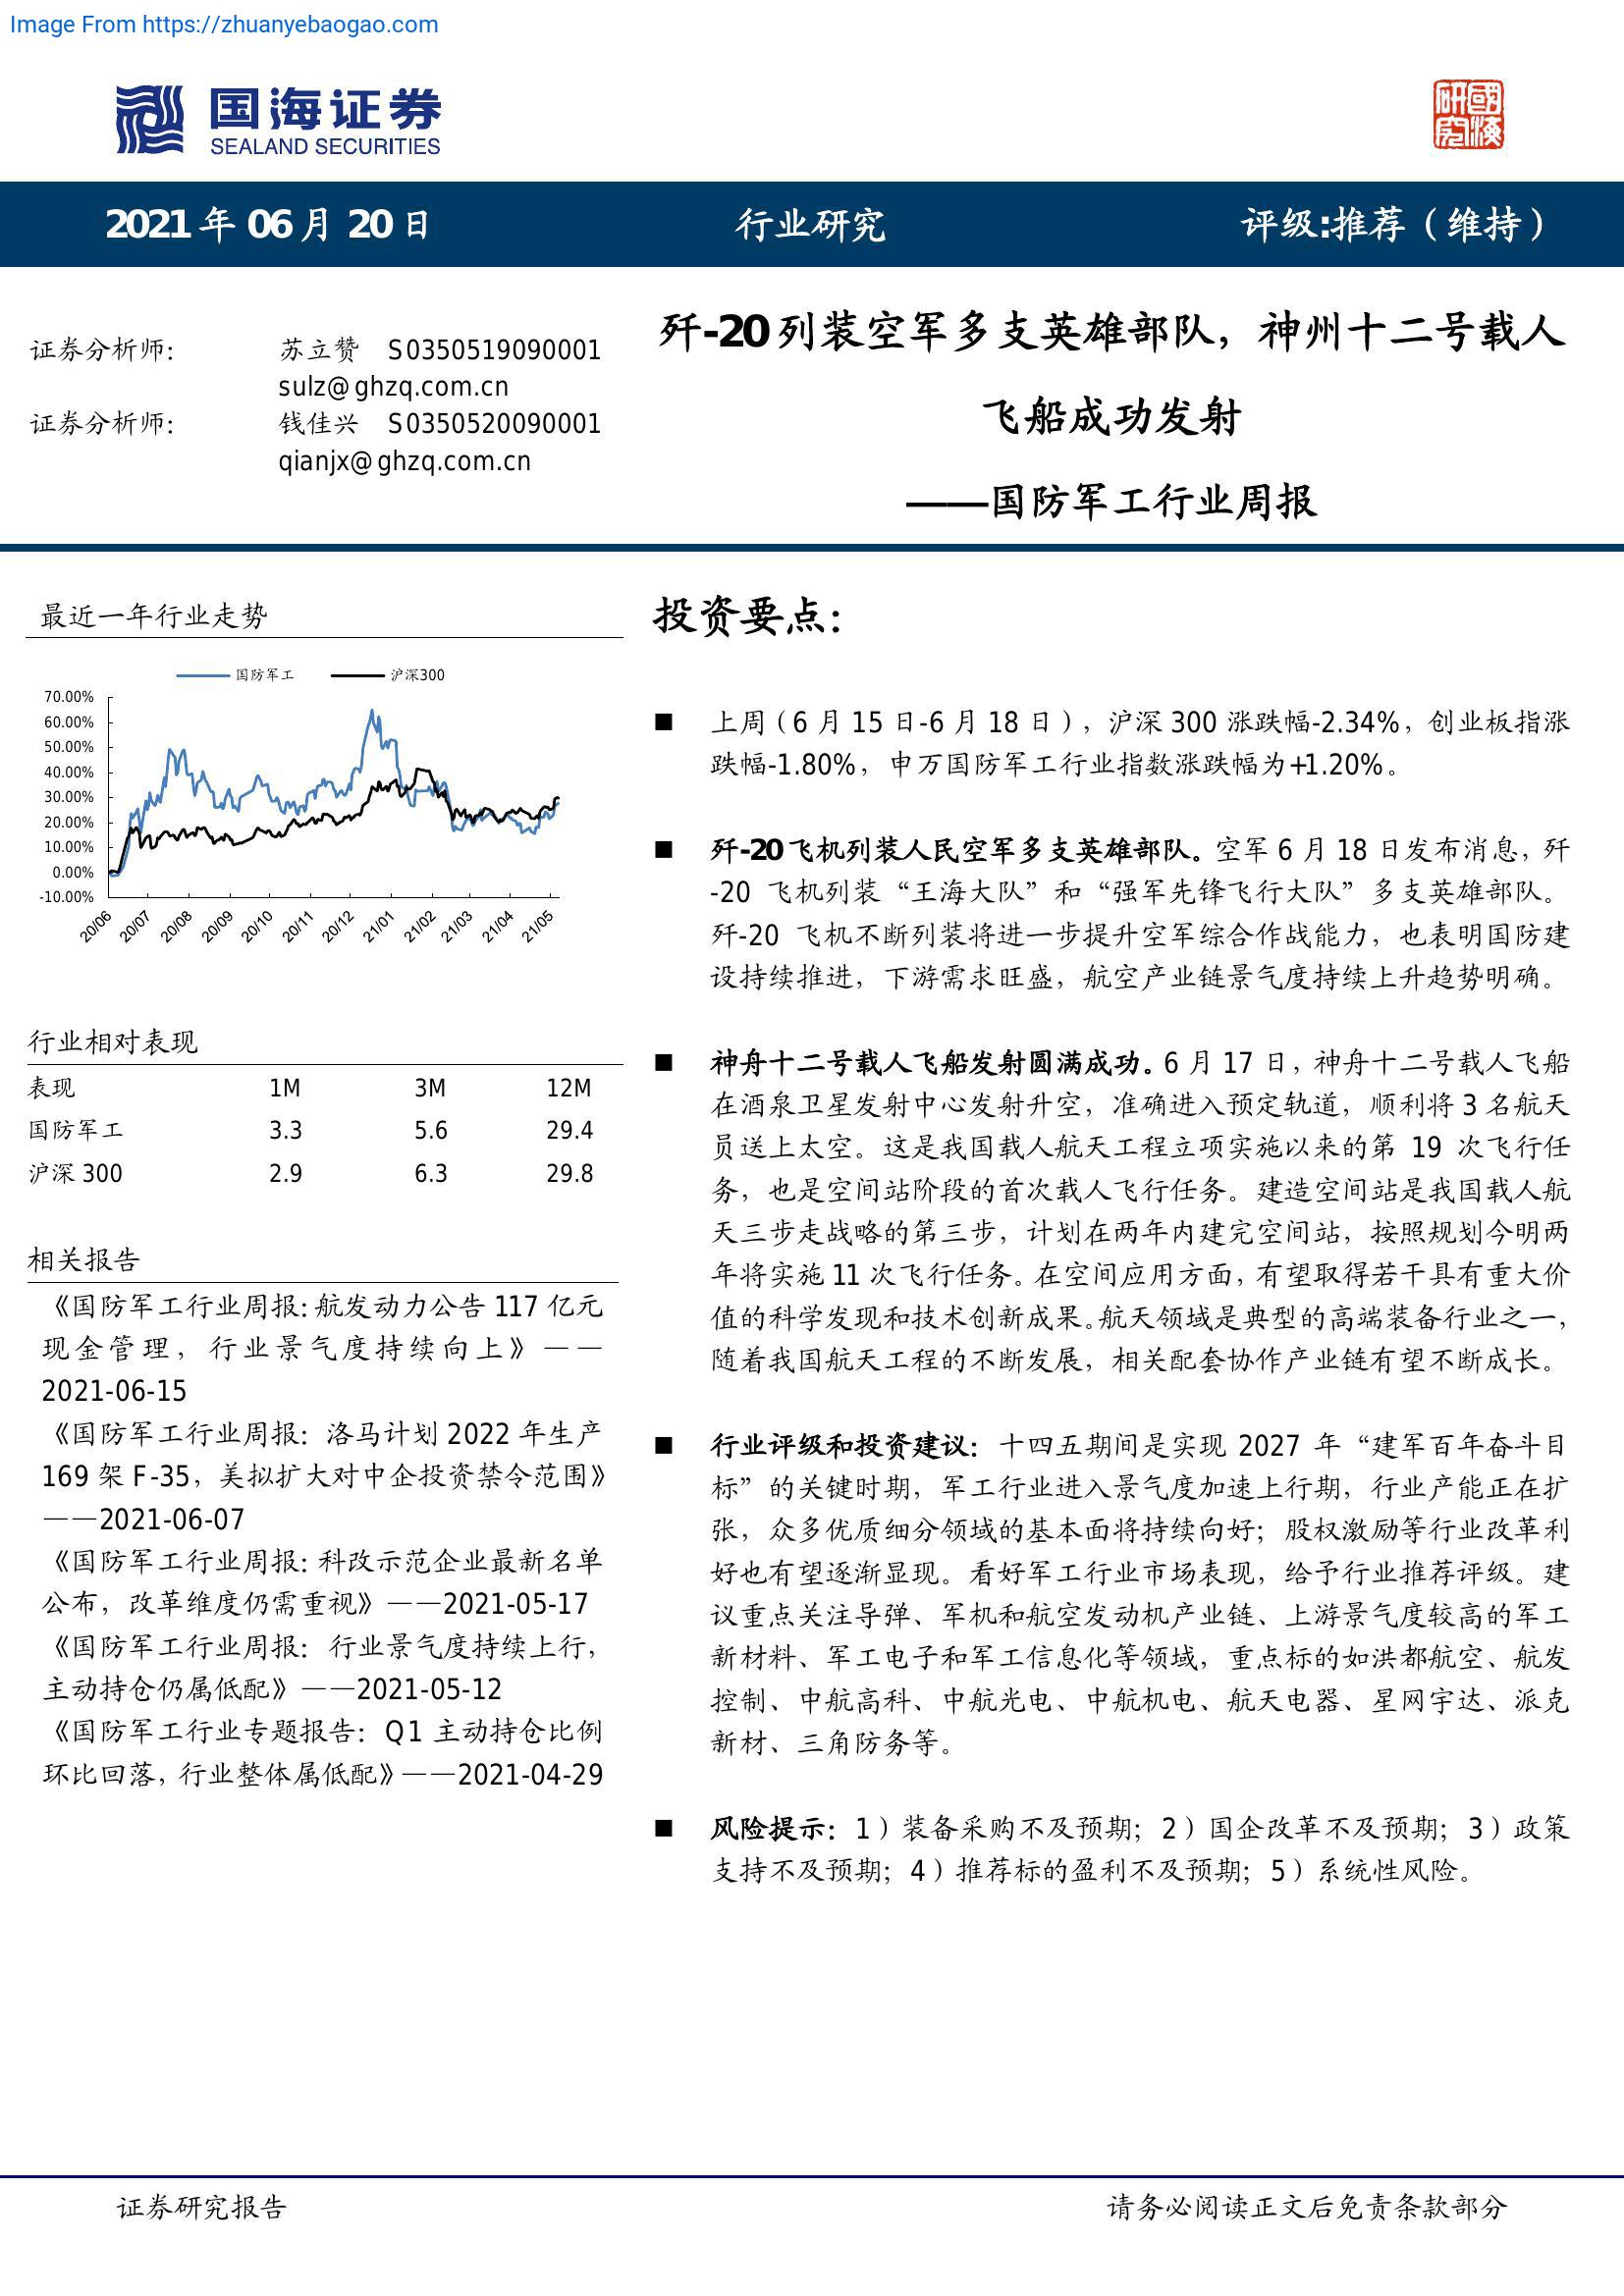 Image From https://zhuanyebaogao.com
国海证券
SEALAND SECURITIES
研究
國海
2021 年 06 月 20 日
行业研究
评级:推荐（维持）
证券分析师： 苏立赞 S0350519090001
sulz@ghzq.com.cn
证券分析师： 钱佳兴 S0350520090001
qianjx@ghzq.com.cn
歼-20 列装空军多支英雄部队，神州十二号载人
飞船成功发射
——国防军工行业周报
最近一年行业走势
国防军工 沪深300
70.00%
60.00%
50.00%
40.00%
30.00%
20.00%
10.00%
0.00%
-10.00%
20/06 20/07 20/08 20/09 20/10 20/11 20/12 21/01 21/02 21/03 21/04 21/05
行业相对表现
表现 1M 3M 12M
国防军工 3.3 5.6 29.4
沪深 300 2.9 6.3 29.8
相关报告
《国防军工行业周报：航发动力公告 117 亿元
现金管理，行业景气度持续向上》——
2021-06-15
《国防军工行业周报：洛马计划 2022 年生产
169 架 F-35，美拟扩大对中企投资禁令范围》
——2021-06-07
《国防军工行业周报：科改示范企业最新名单
公布，改革维度仍需重视》——2021-05-17
《国防军工行业周报：行业景气度持续上行，
主动持仓仍属低配》——2021-05-12
《国防军工行业专题报告：Q1 主动持仓比例
环比回落，行业整体属低配》——2021-04-29
投资要点：
■ 上周（6 月 15 日-6 月 18 日），沪深 300 涨跌幅-2.34%，创业板指涨
跌幅-1.80%，申万国防军工行业指数涨跌幅为+1.20%。
■ 歼-20 飞机列装人民空军多支英雄部队。空军 6 月 18 日发布消息，歼
-20 飞机列装“王海大队”和“强军先锋飞行大队”多支英雄部队。
歼-20 飞机不断列装将进一步提升空军综合作战能力，也表明国防建
设持续推进，下游需求旺盛，航空产业链景气度持续上升趋势明确。
■ 神舟十二号载人飞船发射圆满成功。6 月 17 日，神舟十二号载人飞船
在酒泉卫星发射中心发射升空，准确进入预定轨道，顺利将 3 名航天
员送上太空。这是我国载人航天工程立项实施以来的第 19 次飞行任
务，也是空间站阶段的首次载人飞行任务。建造空间站是我国载人航
天三步走战略的第三步，计划在两年内建完空间站，按照规划今明两
年将实施 11 次飞行任务。在空间应用方面，有望取得若干具有重大价
值的科学发现和技术创新成果。航天领域是典型的高端装备行业之一，
随着我国航天工程的不断发展，相关配套协作产业链有望不断成长。
■ 行业评级和投资建议：十四五期间是实现 2027 年“建军百年奋斗目
标”的关键时期，军工行业进入景气度加速上行期，行业产能正在扩
张，众多优质细分领域的基本面将持续向好；股权激励等行业改革利
好也有望逐渐显现。看好军工行业市场表现，给予行业推荐评级。建
议重点关注导弹、军机和航空发动机产业链、上游景气度较高的军工
新材料、军工电子和军工信息化等领域，重点标的如洪都航空、航发
控制、中航高科、中航光电、中航机电、航天电器、星网宇达、派克
新材、三角防务等。
■ 风险提示：1）装备采购不及预期；2）国企改革不及预期；3）政策
支持不及预期；4）推荐标的盈利不及预期；5）系统性风险。
证券研究报告
请务必阅读正文后免责条款部分